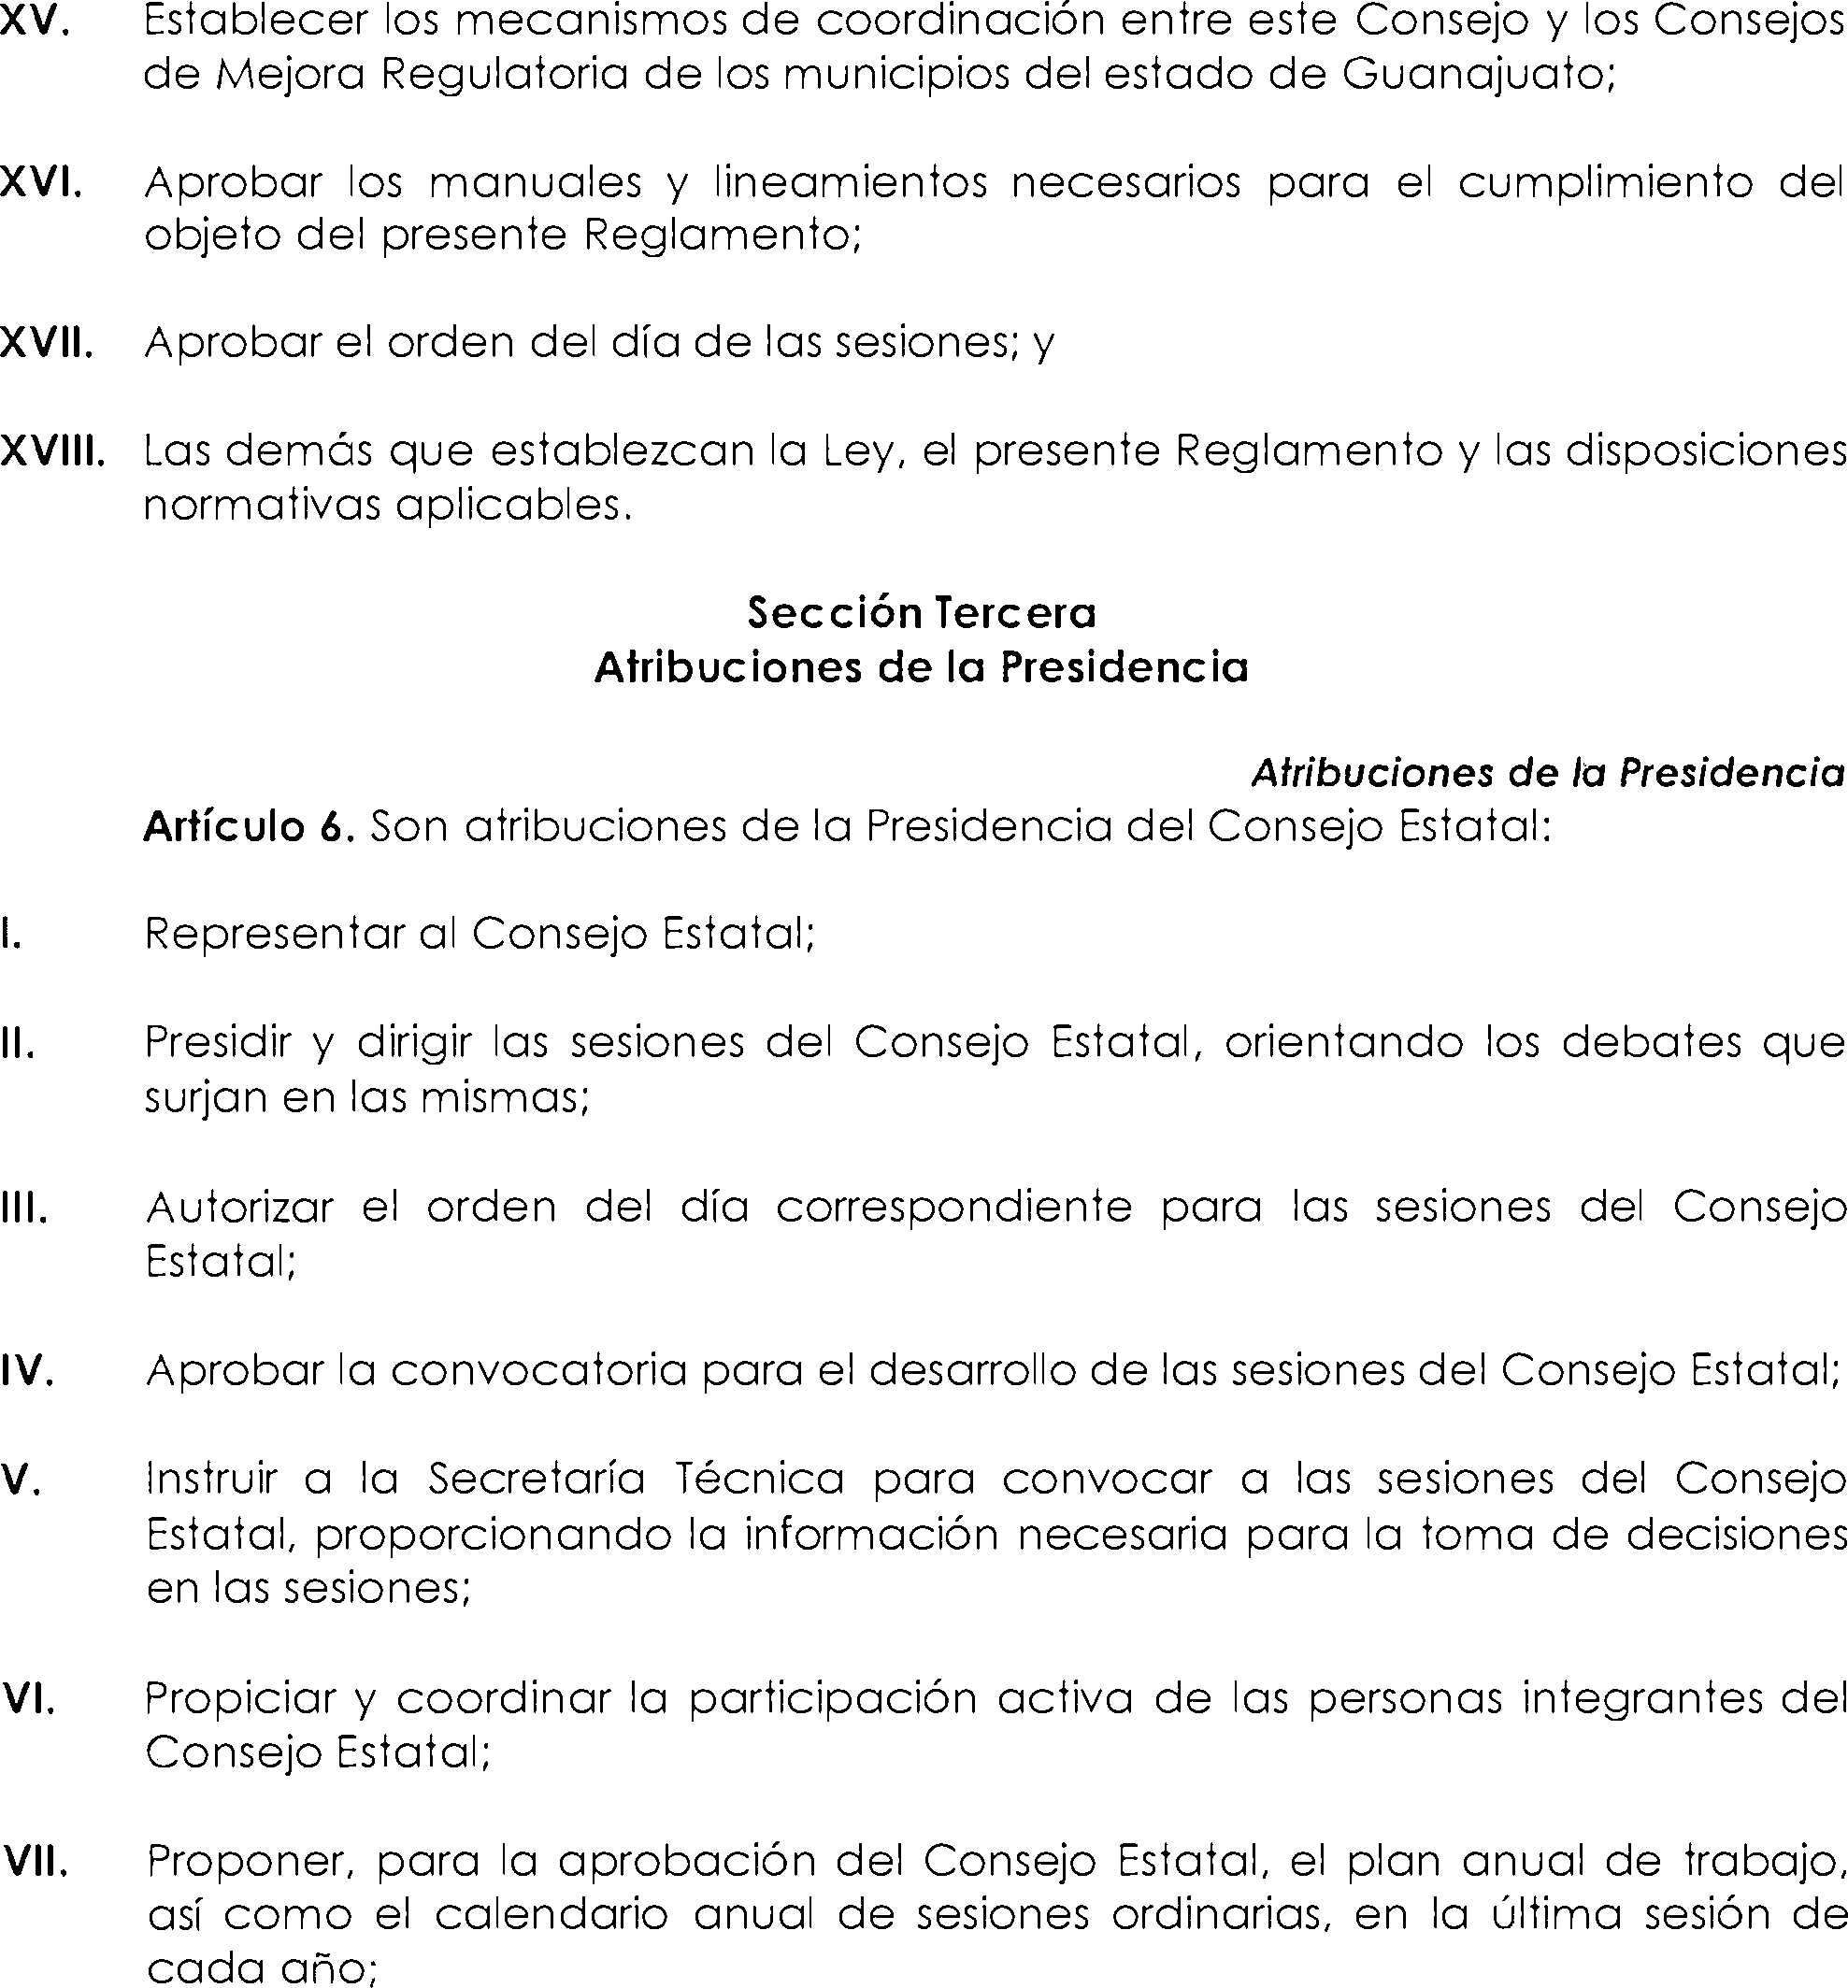 XV. Establecer los mecanismos de coordinación entre este Consejo y los Consejos
de Mejora Regulatoria de los municipios del estado de Guanajuato;
XVI. Aprobar los manuales y lineamientos necesarios para el cumplimiento del
objeto del presente Reglamento;
XVII. Aprobar el orden del día de las sesiones; y
XVIII. Las demás que establezcan la Ley, el presente Reglamento y las disposiciones
normativas aplicables.
Sección Tercera
Atribuciones de la Presidencia
Atribuciones de la Presidencia
Artículo 6. Son atribuciones de la Presidencia del Consejo Estatal:
I. Representar al Consejo Estatal;
II. Presidir y dirigir las sesiones del Consejo Estatal, orientando los debates que
surjan en las mismas;
III. Autorizar el orden del día correspondiente para las sesiones del Consejo
Estatal;
IV. Aprobar la convocatoria para el desarrollo de las sesiones del Consejo Estatal;
V. Instruir a la Secretaría Técnica para convocar a las sesiones del Consejo
Estatal, proporcionando la información necesaria para la toma de decisiones
en las sesiones;
VI. Propiciar y coordinar la participación activa de las personas integrantes del
Consejo Estatal;
VII. Proponer, para la aprobación del Consejo Estatal, el plan anual de trabajo,
así como el calendario anual de sesiones ordinarias, en la última sesión de
cada año;